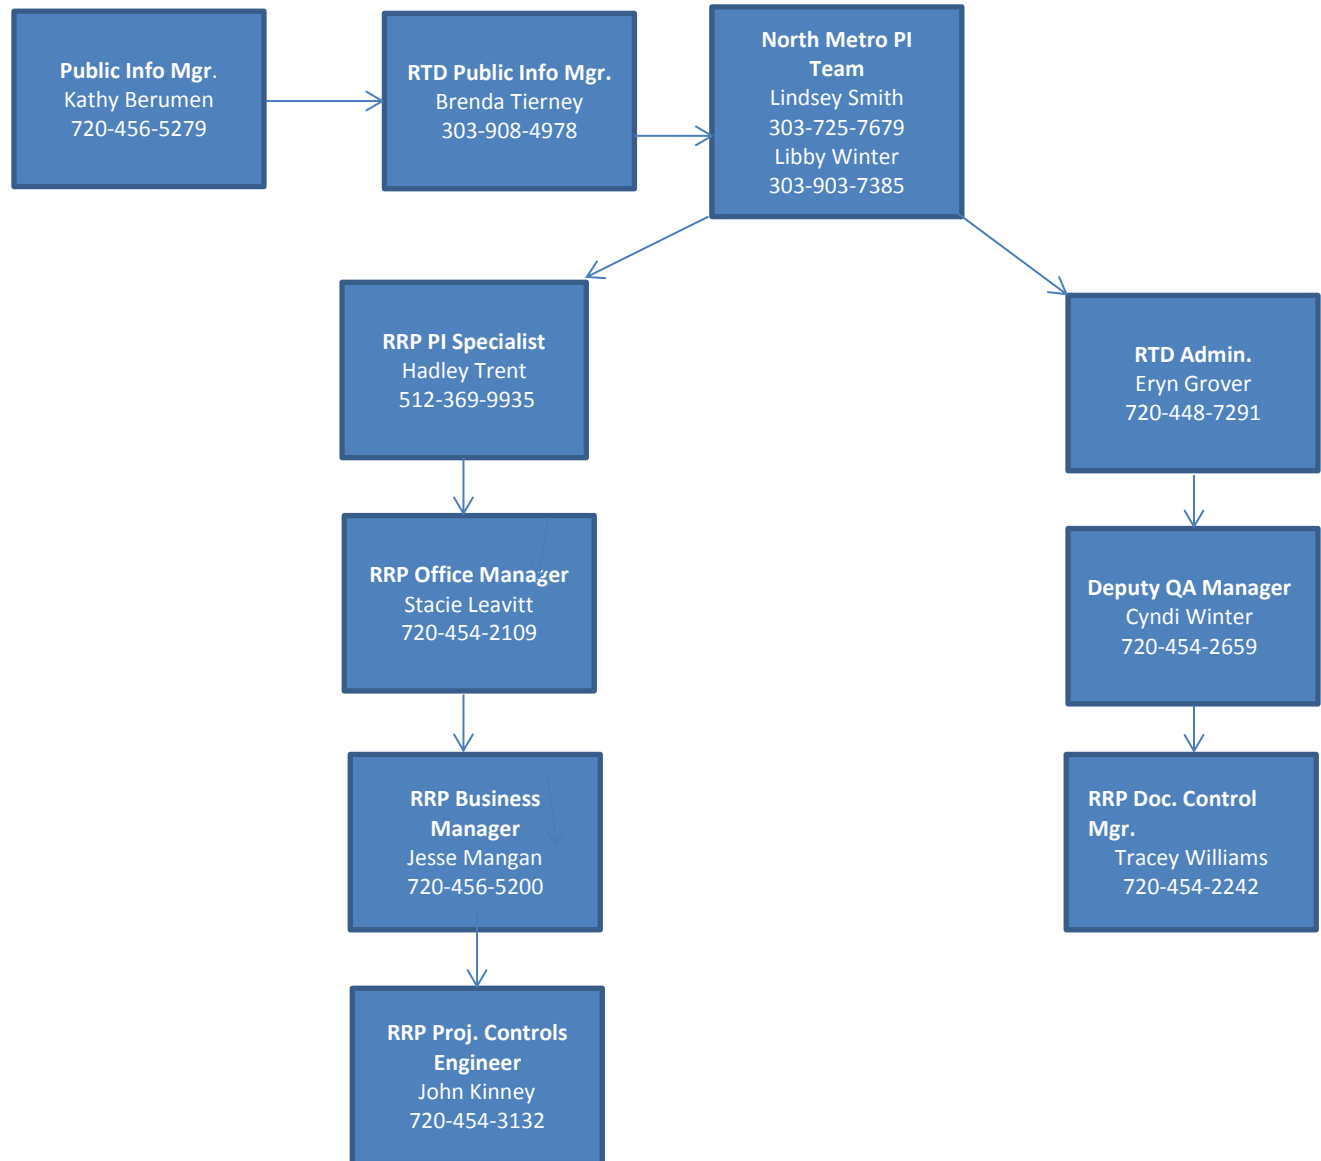 Public Info Mgr.
Kathy Berumen
720-456-5279
RTD Public Info Mgr.
Brenda Tierney
303-908-4978
North Metro PI
Team
Lindsey Smith
303-725-7679
Libby Winter
303-903-7385
RRP PI Specialist
Hadley Trent
512-369-9935
RTD Admin.
Eryn Grover
720-448-7291
RRP Office Manager
Stacie Leavitt
720-454-2109
Deputy QA Manager
Cyndi Winter
720-454-2659
RRP Business
Manager
Jesse Mangan
720-456-5200
RRP Doc. Control
Mgr.
Tracey Williams
720-454-2242
RRP Proj. Controls
Engineer
John Kinney
720-454-3132